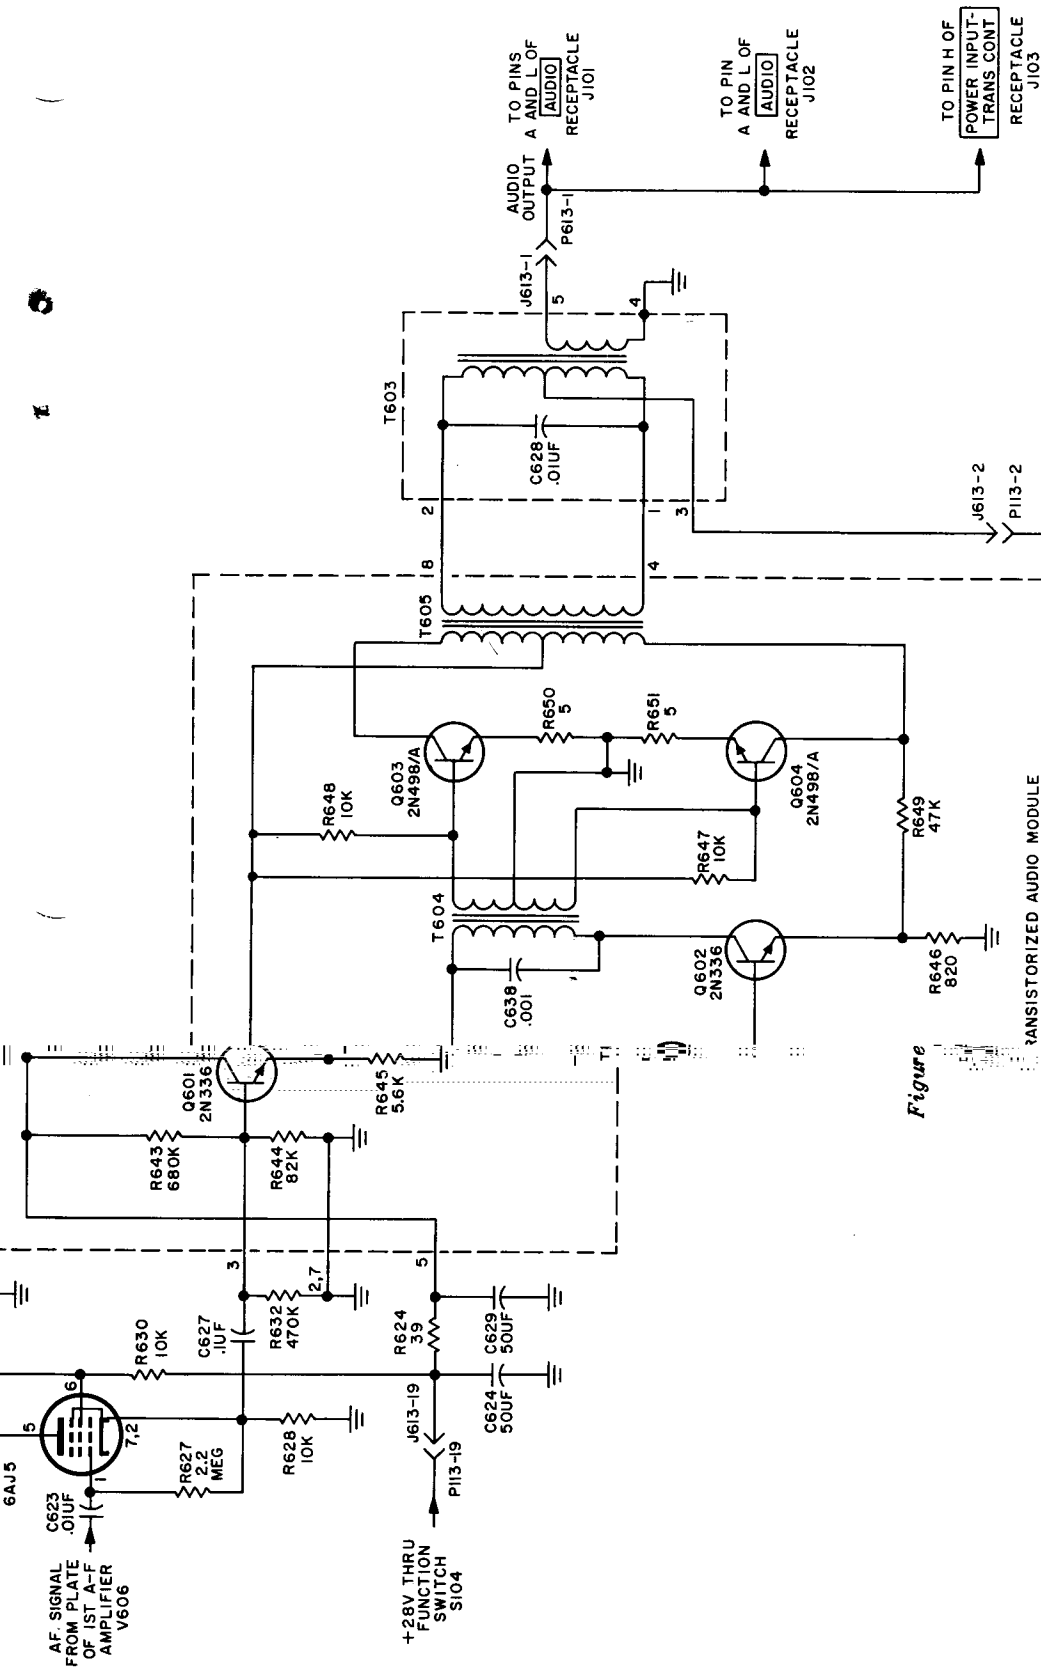 TO PINS
A AND L OF
AUDIO
RECEPTACLE
J101
TO PIN
A AND L OF
AUDIO
RECEPTACLE
J102
TO PIN H OF
POWER INPUT-
TRANS CONT
RECEPTACLE
J103
AUDIO
OUTPUT
P613-1
J613-1
5
4
T603
C628
.01UF
2
1
3
J613-2
P113-2
8
4
T605
R650
5
R651
5
Q603
2N498/A
Q604
2N498/A
R648
10K
R647
10K
R649
47K
T604
C638
.001
Q602
2N336
R646
820
RANSISTORIZED AUDIO MODULE
Figure
Q601
2N336
R645
5.6K
R643
680K
R644
82K
3
2,7
5
C627
.1UF
R632
470K
R630
10K
R624
39
C629
50UF
C624
50UF
J613-19
P113-19
6
5
7,2
1
6AJ5
R627
2.2
MEG
R628
10K
C623
.01UF
AF. SIGNAL
FROM PLATE
OF 1ST A-F
AMPLIFIER
V606
+28V THRU
FUNCTION
SWITCH
S104